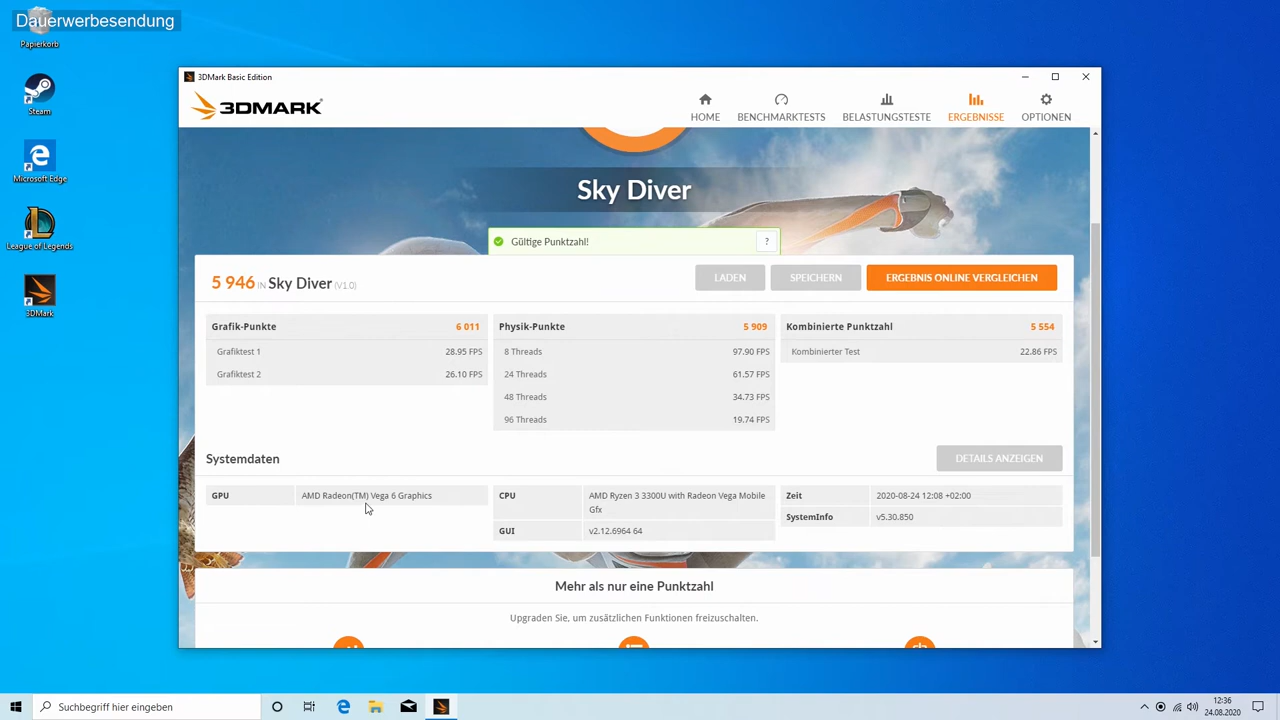 Dauerwerbesendung
Papierkorb
Steam
Microsoft Edge
League of Legends
3DMark
3DMark Basic Edition
3DMARK
HOME
BENCHMARKTESTS
BELASTUNGSTESTE
ERGEBNISSE
OPTIONEN
Sky Diver
Gültige Punktzahl!
?
5 946 IN Sky Diver (V1.0)
LADEN
SPEICHERN
ERGEBNIS ONLINE VERGLEICHEN
Grafik-Punkte 6 011
Grafiktest 1 28.95 FPS
Grafiktest 2 26.10 FPS
Physik-Punkte 5 909
8 Threads 97.90 FPS
24 Threads 61.57 FPS
48 Threads 34.73 FPS
96 Threads 19.74 FPS
Kombinierte Punktzahl 5 554
Kombinierter Test 22.86 FPS
Systemdaten
DETAILS ANZEIGEN
GPU AMD Radeon(TM) Vega 6 Graphics
CPU AMD Ryzen 3 3300U with Radeon Vega Mobile
Gfx
GUI v2.12.6964 64
Zeit 2020-08-24 12:08 +02:00
SystemInfo v5.30.850
Mehr als nur eine Punktzahl
Upgraden Sie, um zusätzlichen Funktionen freizuschalten.
Suchbegriff hier eingeben
12:36
24.08.2020